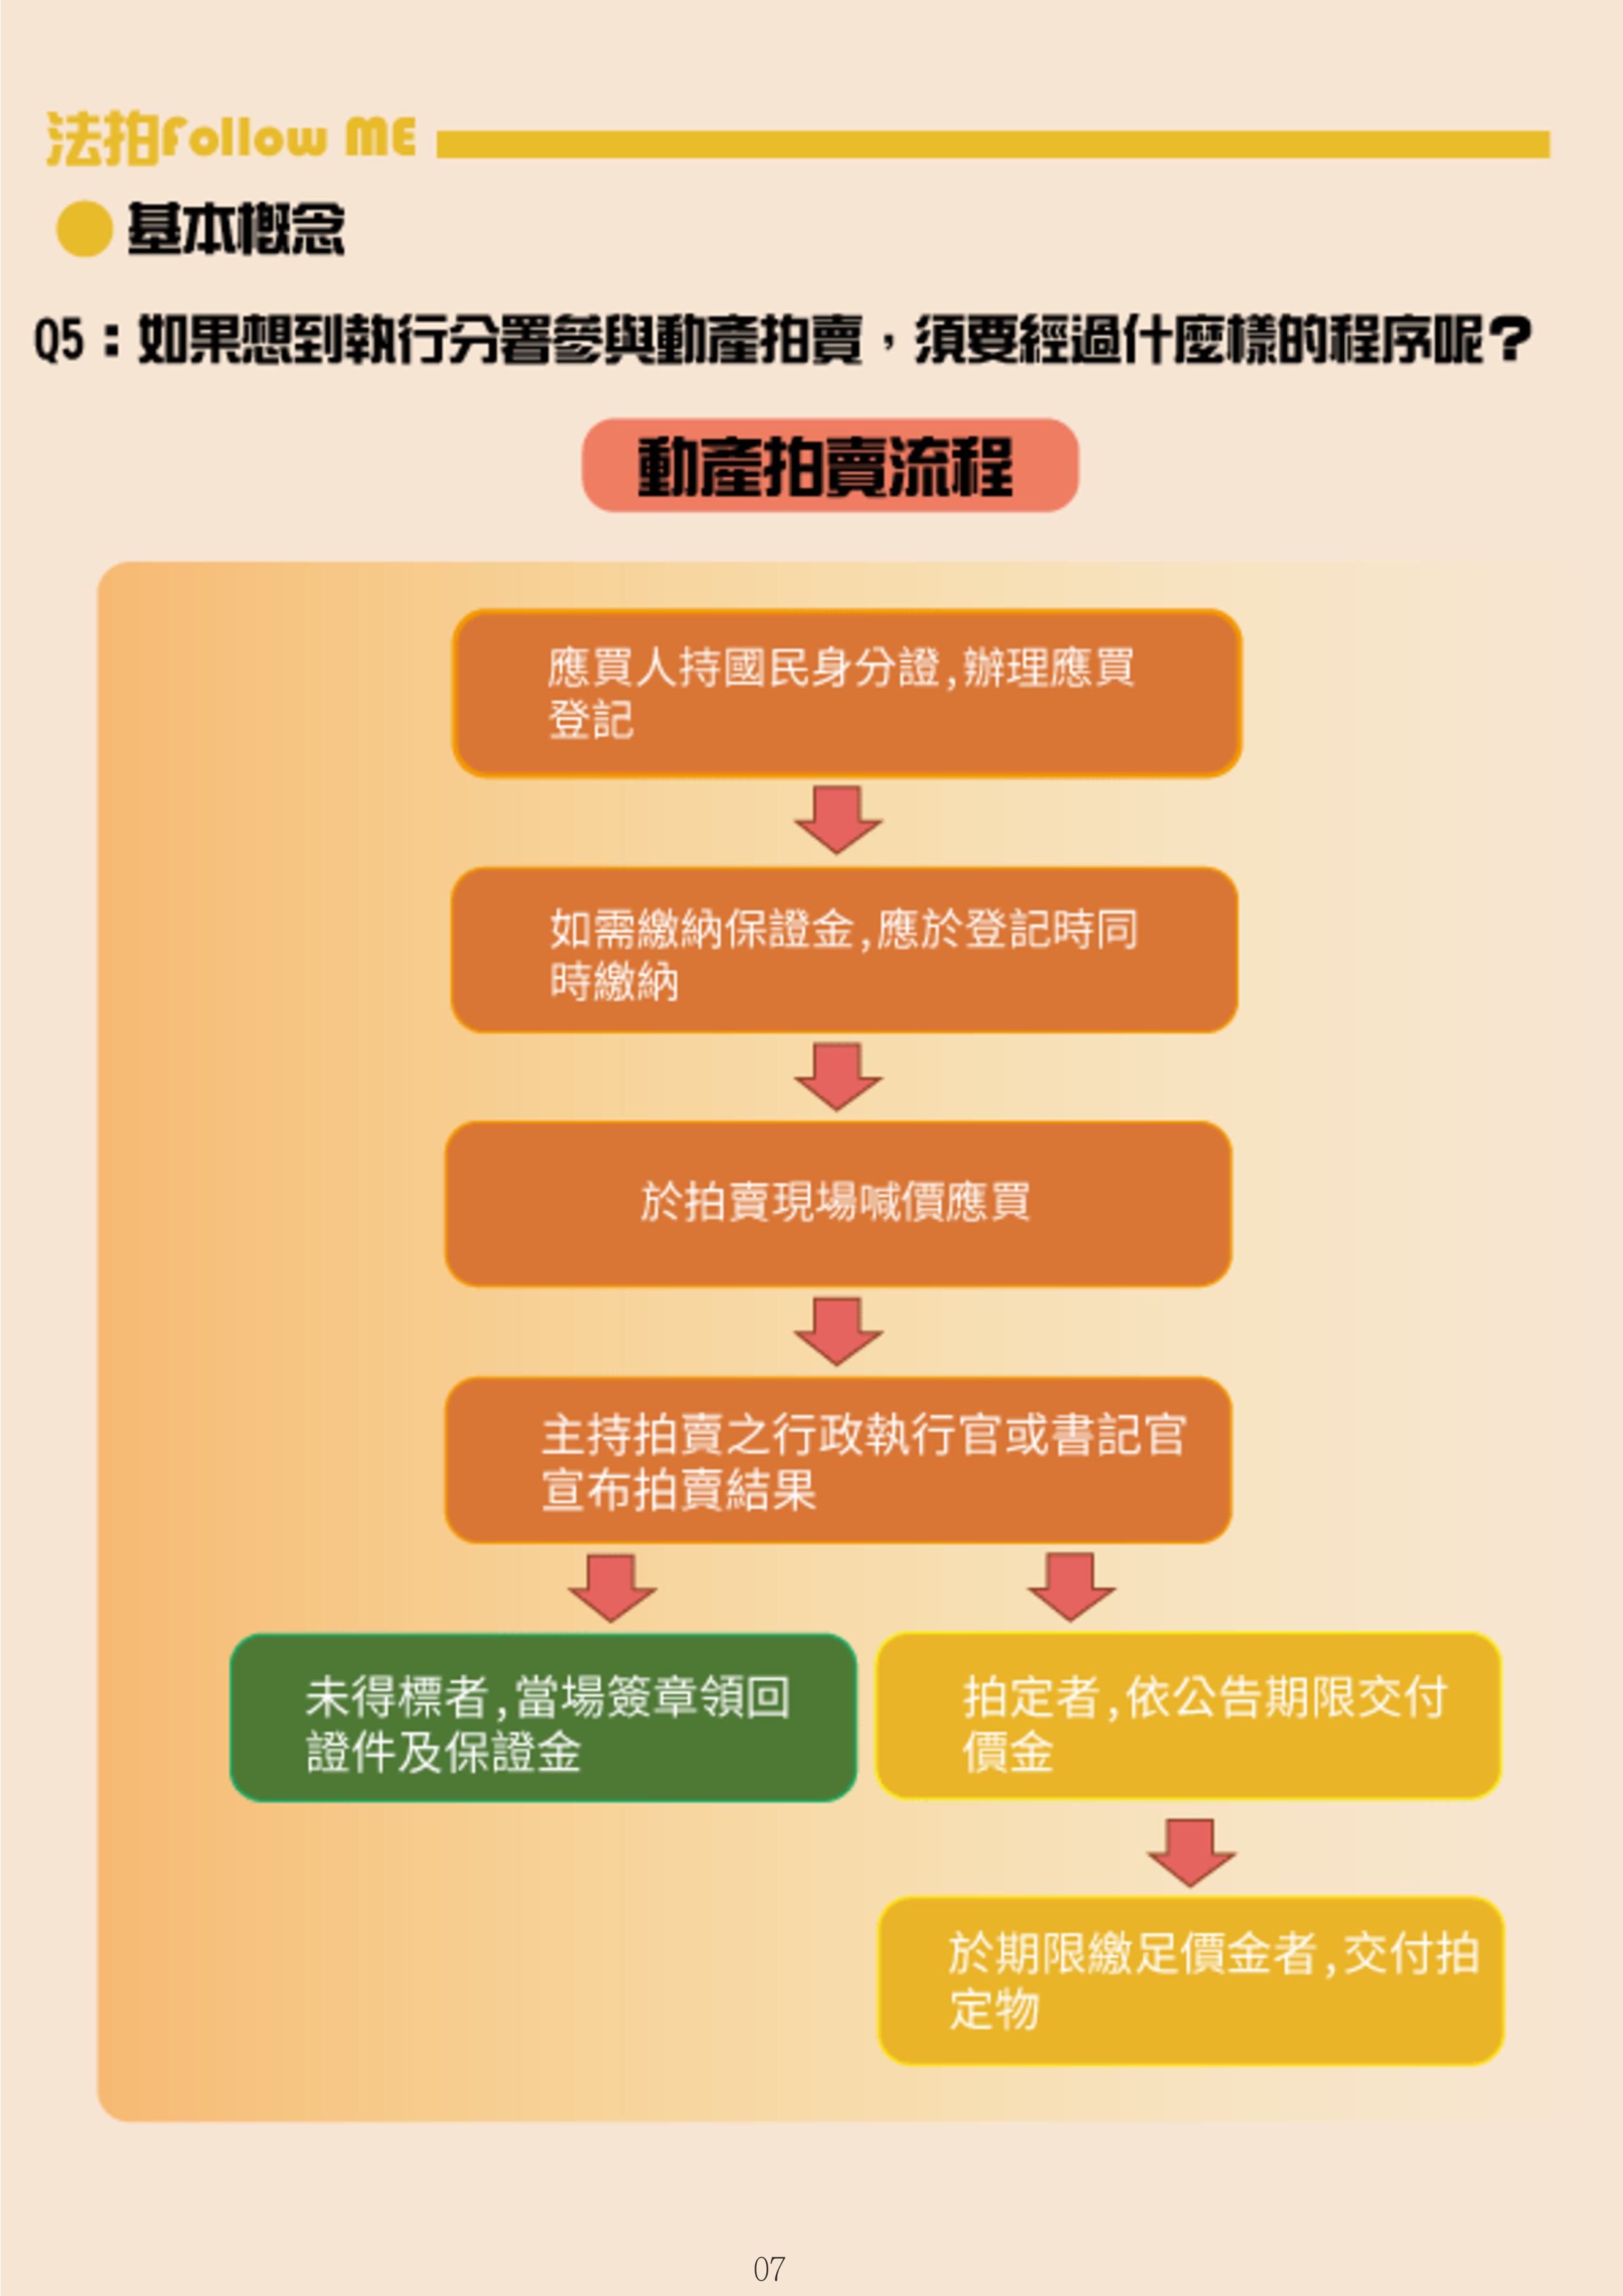 法拍Follow ME
基本概念
Q5：如果想到執行分署參與動產拍賣，須要經過什麼樣的程序呢？
動產拍賣流程
應買人持國民身分證,辦理應買
登記
如需繳納保證金,應於登記時同
時繳納
於拍賣現場喊價應買
主持拍賣之行政執行官或書記官
宣布拍賣結果
未得標者,當場簽章領回
證件及保證金
拍定者,依公告期限交付
價金
於期限繳足價金者,交付拍
定物
07